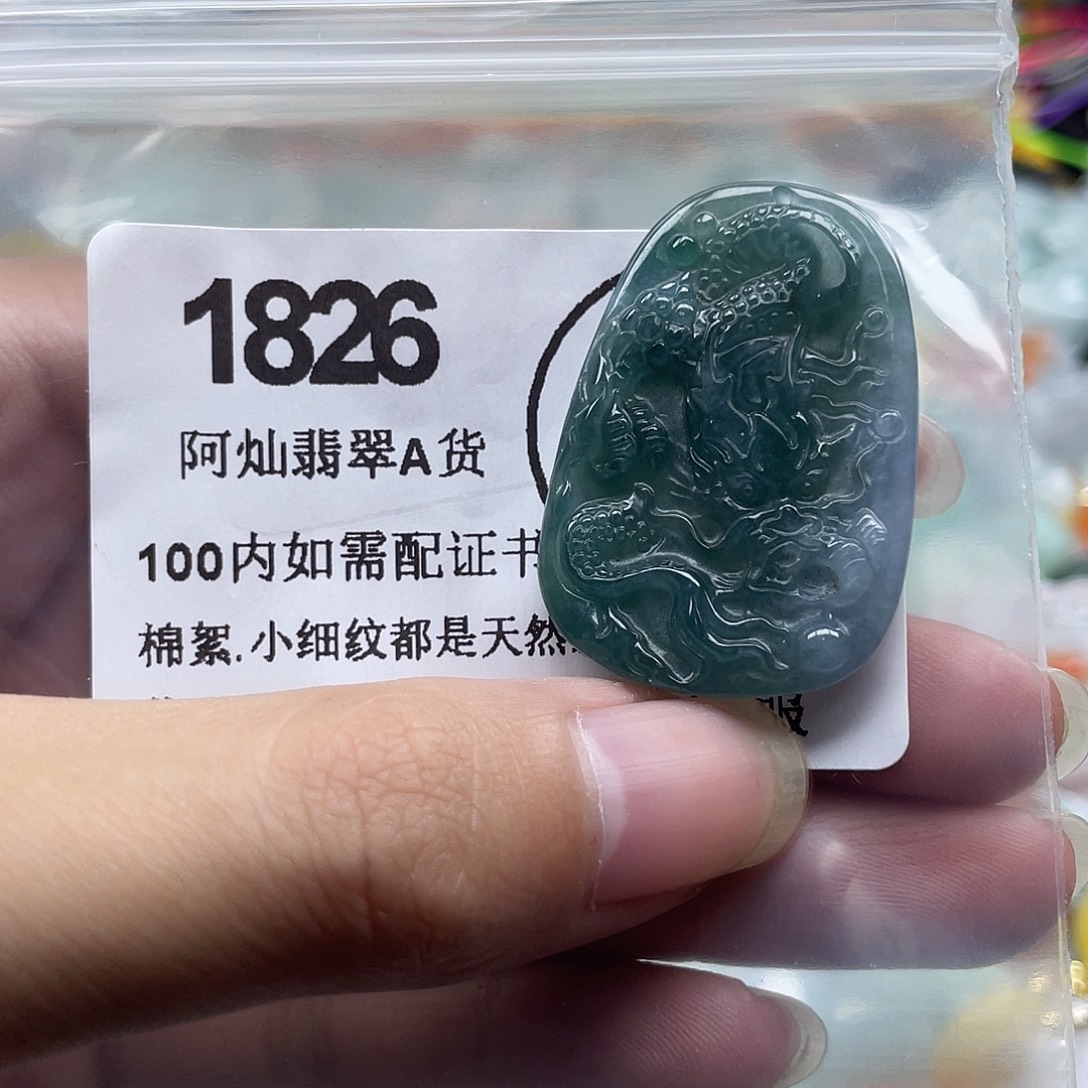 1826
阿灿翡翠A货
100内如需配证书
棉絮.小细纹都是天然
服